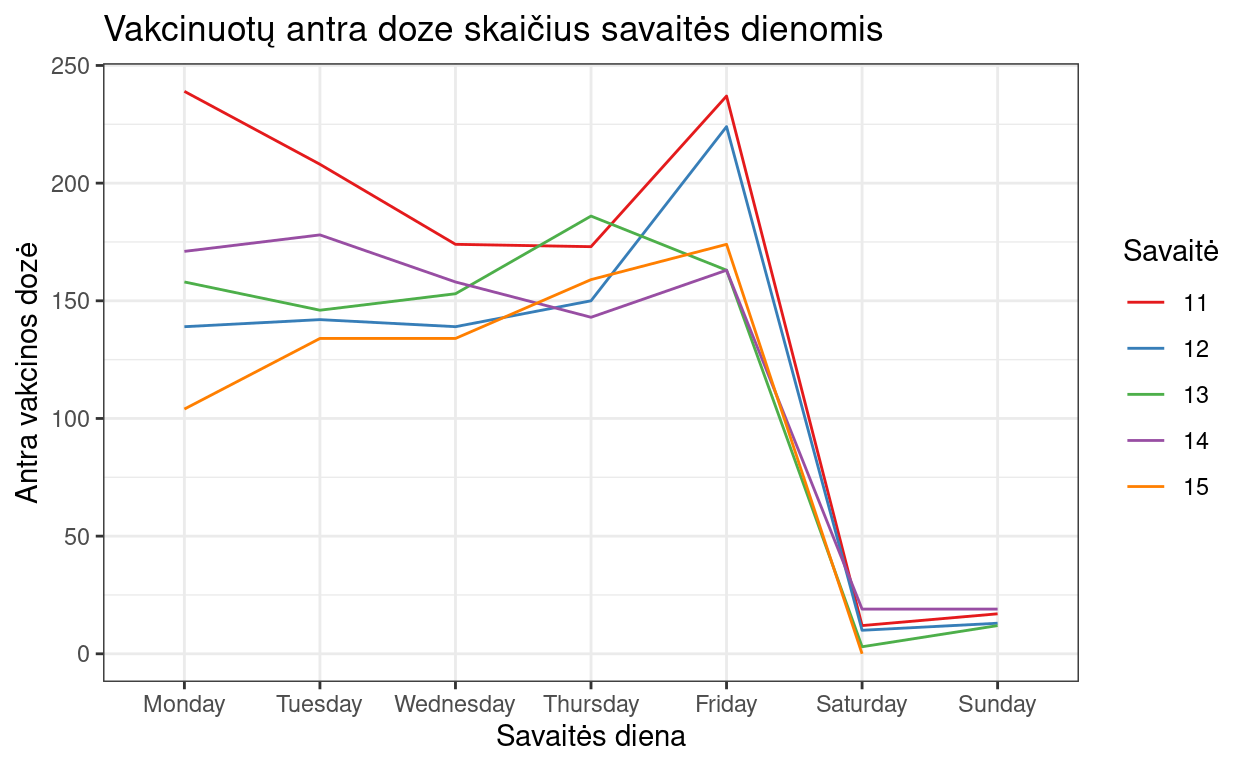 Vakcinuotų antra doze skaičius savaitės dienomis
Antra vakcinos dozė
250
200
150
100
50
0
Monday Tuesday Wednesday Thursday Friday Saturday Sunday
Savaitės diena
Savaitė
11
12
13
14
15